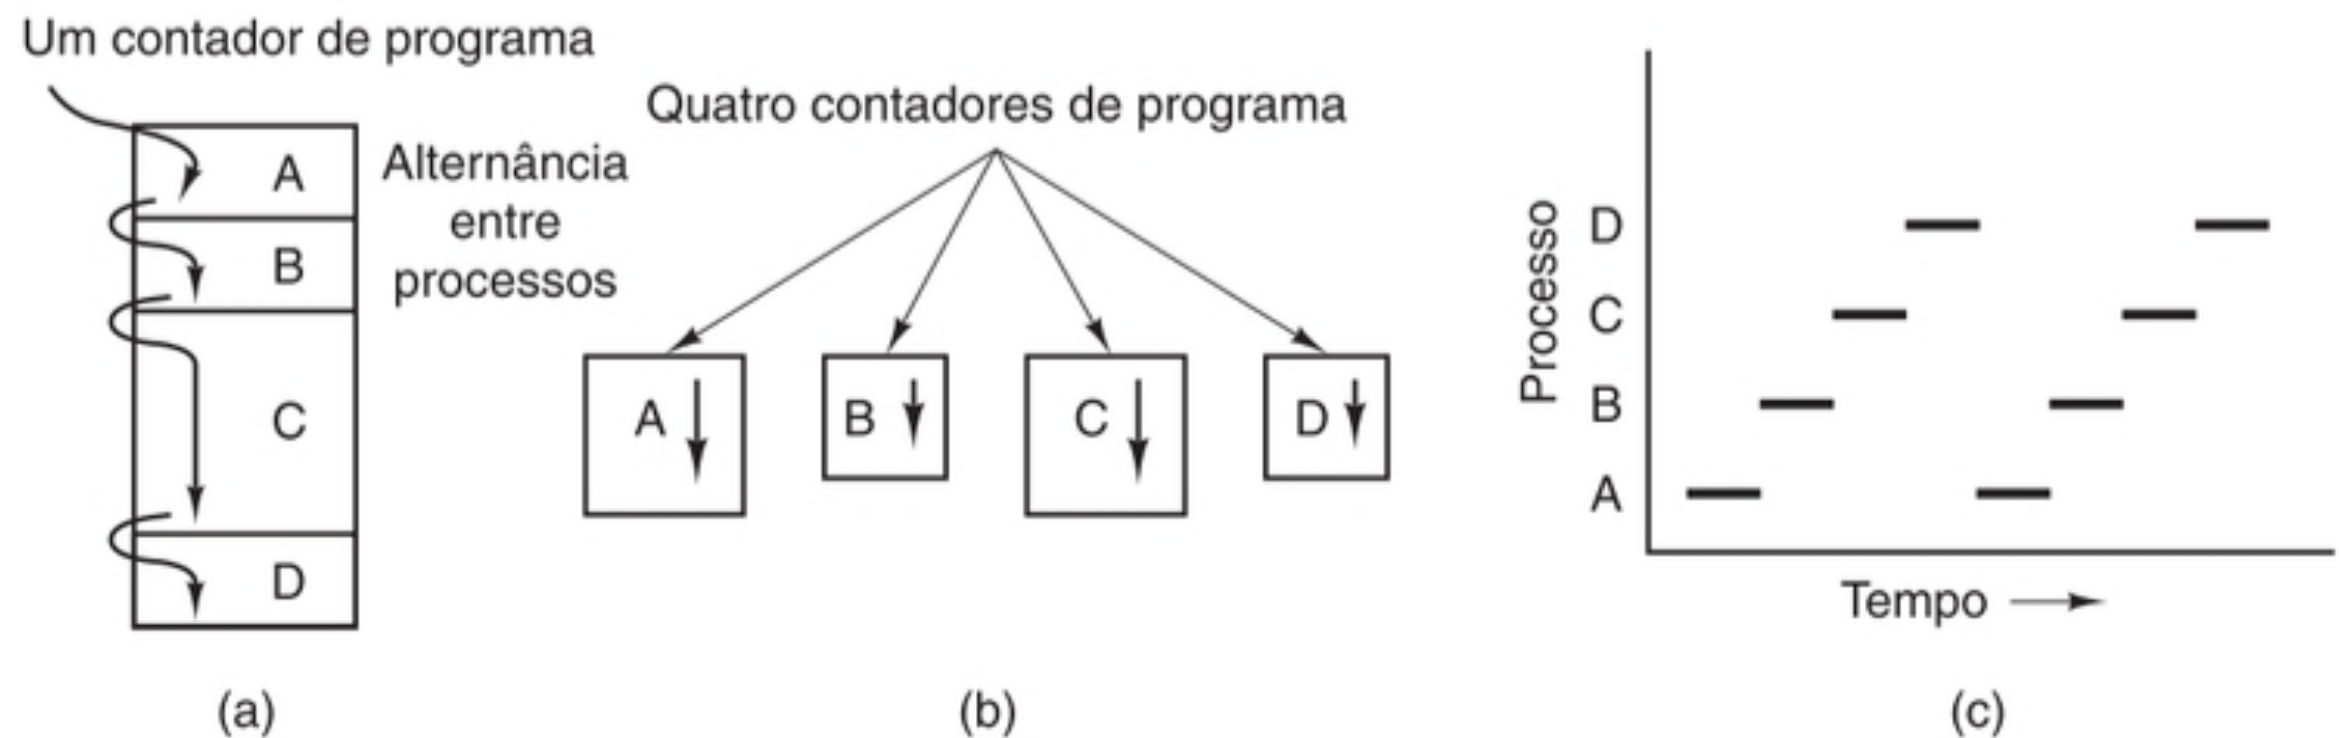 Um contador de programa
A
B
C
D
Alternância
entre
processos
(a)
Quatro contadores de programa
A
B
C
D
(b)
Processo
D
C
B
A
Tempo
(c)